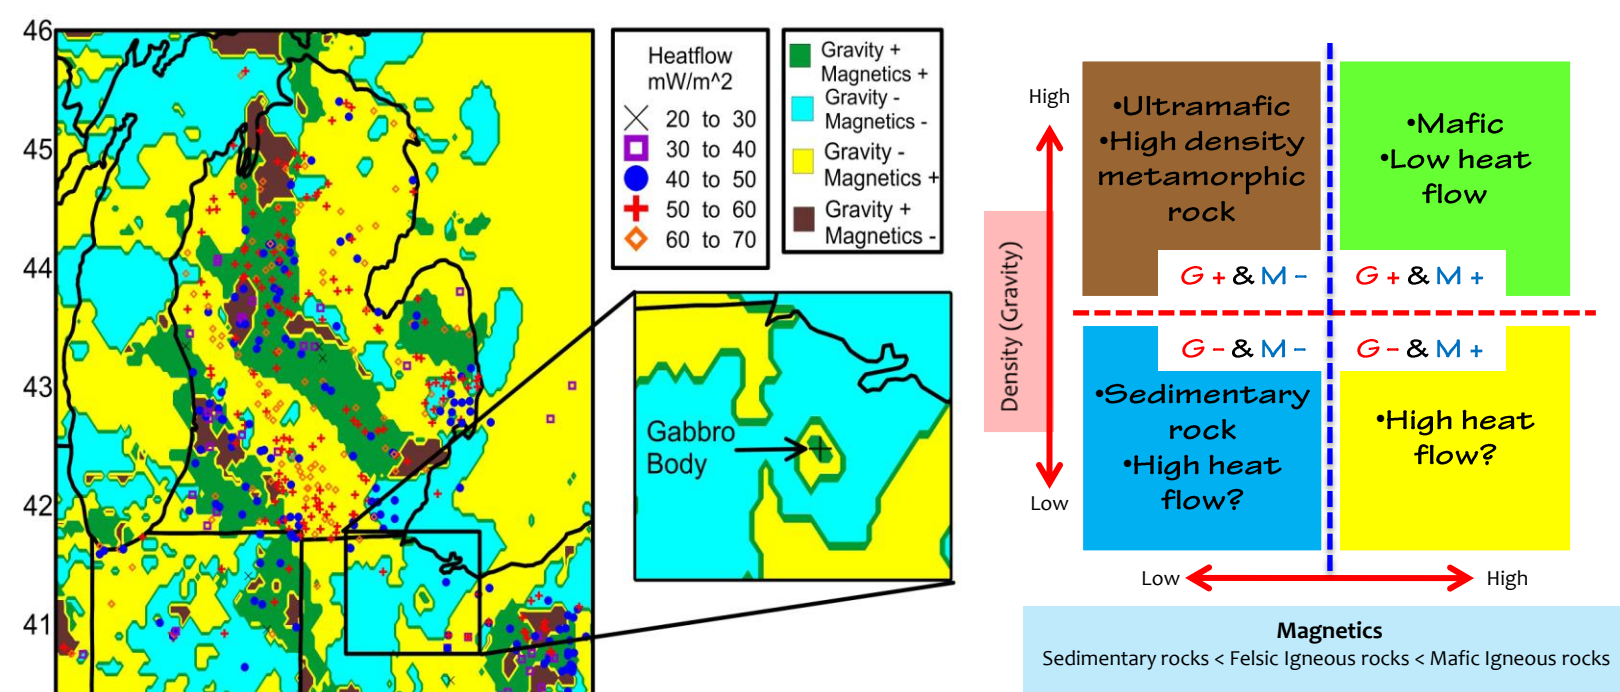 46
45
44
43
42
41
Heatflow
mW/m^2
20 to 30
30 to 40
40 to 50
50 to 60
60 to 70
Gravity +
Magnetics +
Gravity -
Magnetics -
Gravity -
Magnetics +
Gravity +
Magnetics -
Gabbro
Body
High
Density (Gravity)
Low
•Ultramafic
•High density
metamorphic
rock
G + & M -
•Mafic
•Low heat
flow
G + & M +
G - & M -
•Sedimentary
rock
•High heat
flow?
G - & M +
•High heat
flow?
Low
High
Magnetics
Sedimentary rocks < Felsic Igneous rocks < Mafic Igneous rocks